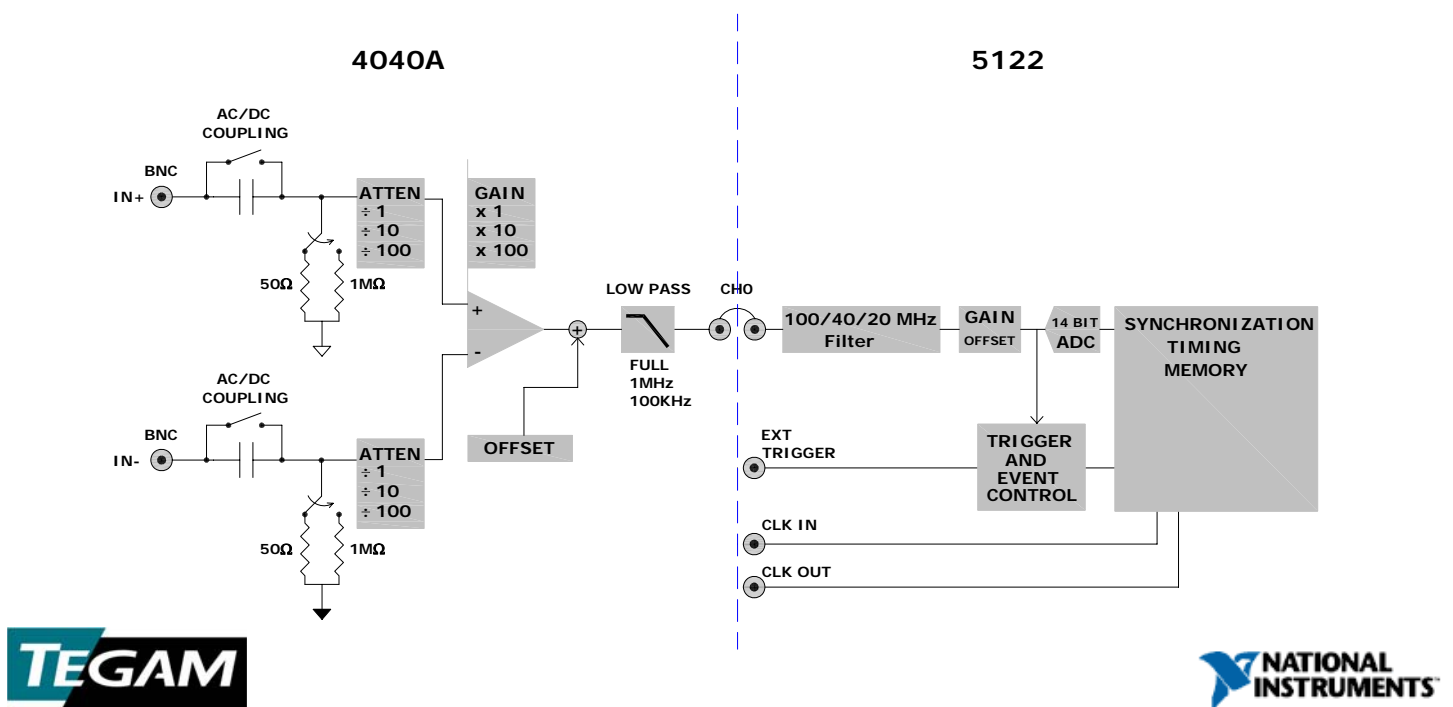 4040A
5122
AC/DC
COUPLING
BNC
IN+
ATTEN
÷ 1
÷ 10
÷ 100
GAIN
x 1
x 10
x 100
50Ω
1MΩ
+
-
+
LOW PASS
FULL
1MHz
100KHz
CH0
100/40/20 MHz
Filter
GAIN
OFFSET
14 BIT
ADC
SYNCHRONIZATION
TIMING
MEMORY
AC/DC
COUPLING
BNC
IN-
ATTEN
÷ 1
÷ 10
÷ 100
50Ω
1MΩ
OFFSET
EXT
TRIGGER
TRIGGER
AND
EVENT
CONTROL
CLK IN
CLK OUT
TEGAM
NATIONAL
INSTRUMENTS™